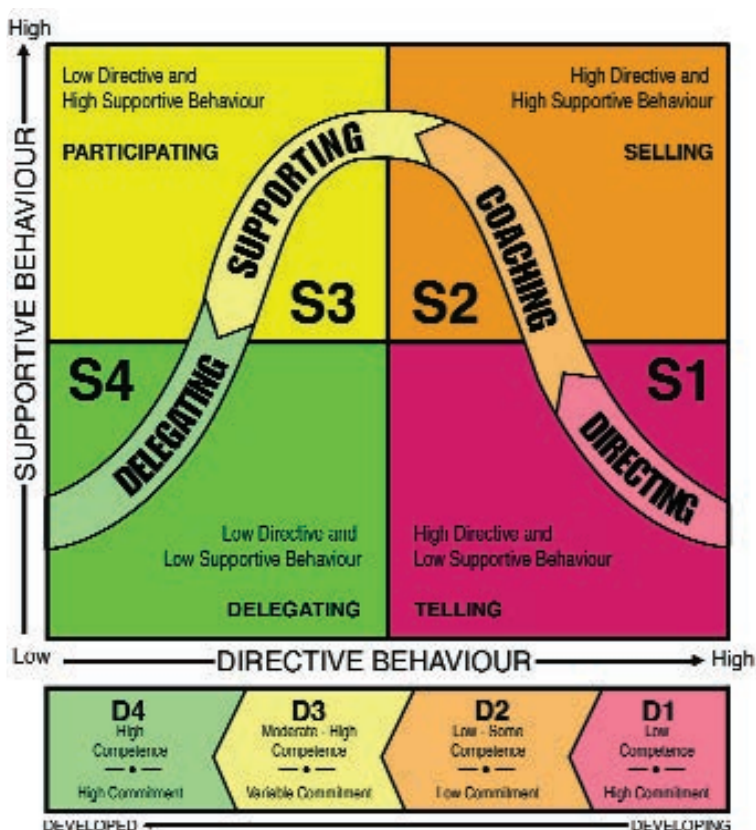 High
SUPPORTIVE BEHAVIOUR
Low Directive and
High Supportive Behaviour
PARTICIPATING
High Directive and
High Supportive Behaviour
SELLING
SUPPORTING
COACHING
S3
S2
S4
S1
DELEGATING
DIRECTING
Low Directive and
Low Supportive Behaviour
DELEGATING
High Directive and
Low Supportive Behaviour
TELLING
Low
DIRECTIVE BEHAVIOUR
High
D4
High
Competence
High Commitment
D3
Moderate - High
Competence
Variable Commitment
D2
Low - Some
Competence
Low Commitment
D1
Low
Competence
High Commitment
DEVELOPED
DEVELOPING